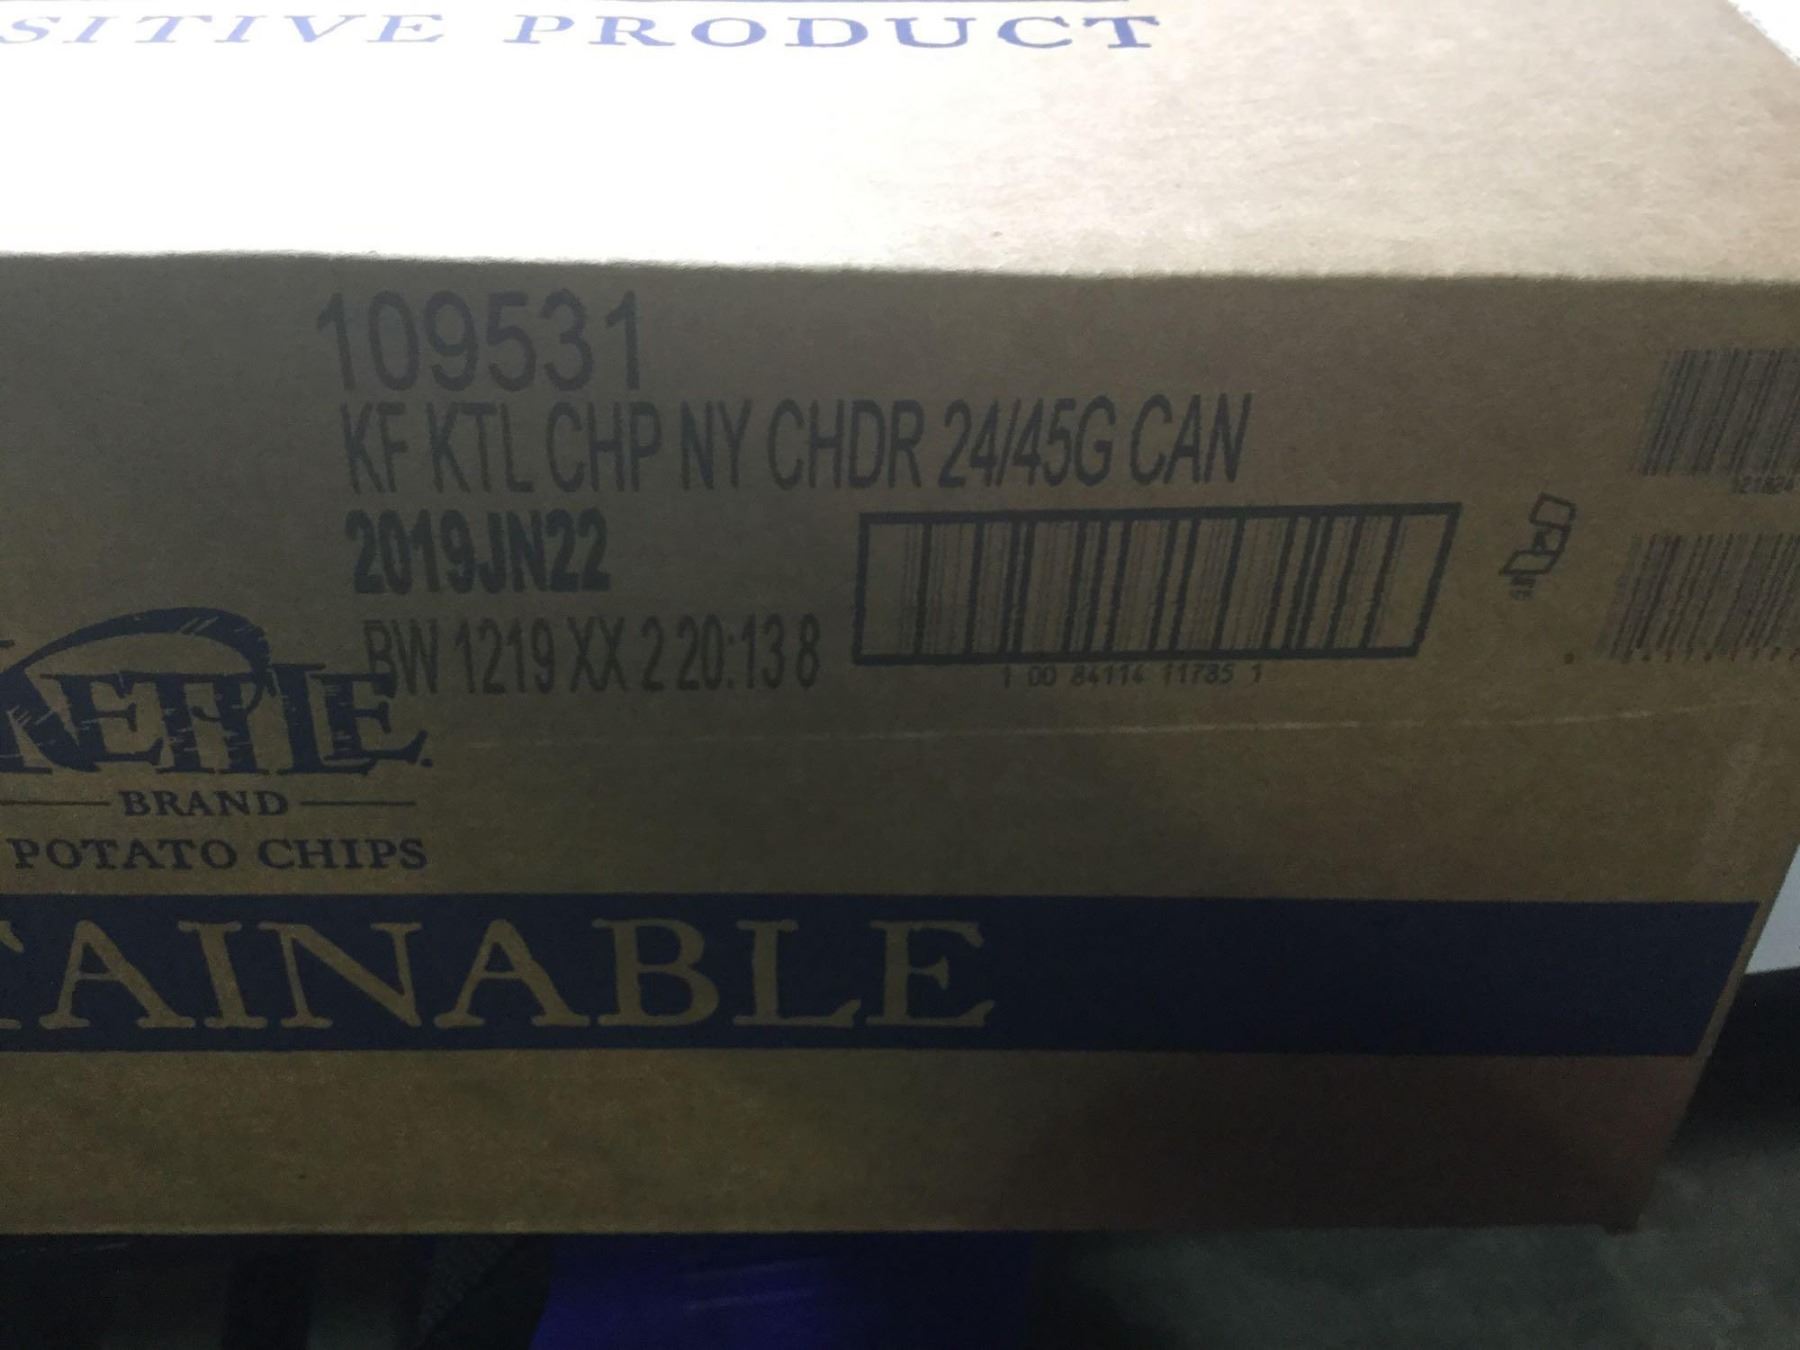 SITIVE PRODUCT
109531
KF KTL CHP NY CHDR 24/45G CAN
2019JN22
BW 1219 XX 2 20:13 8
1 00 84114 11785 1
KETTLE
BRAND
POTATO CHIPS
TAINABLE